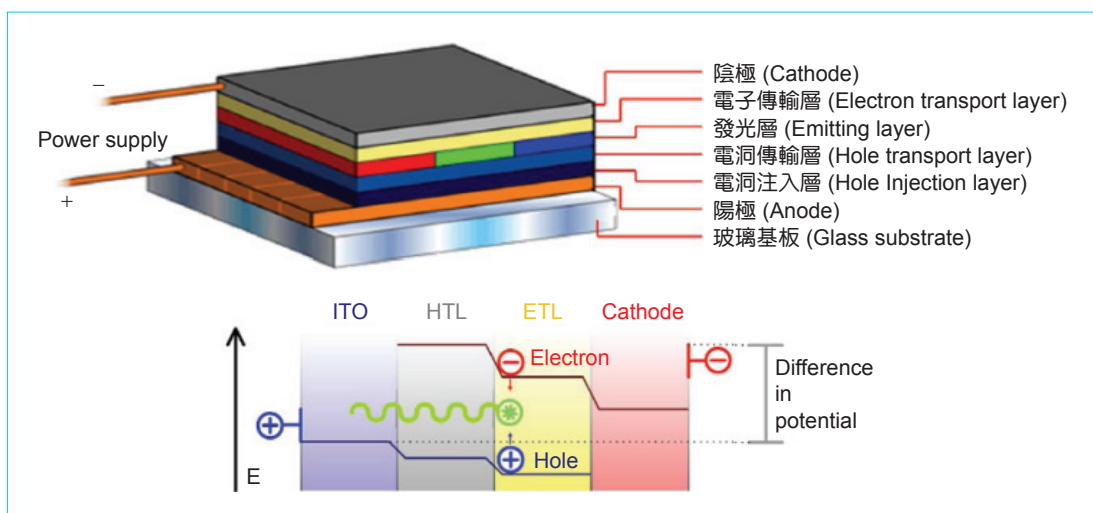 −
Power supply
+
陰極 (Cathode)
電子傳輸層 (Electron transport layer)
發光層 (Emitting layer)
電洞傳輸層 (Hole transport layer)
電洞注入層 (Hole Injection layer)
陽極 (Anode)
玻璃基板 (Glass substrate)
ITO HTL ETL Cathode
Electron
Hole
E
Difference
in
potential